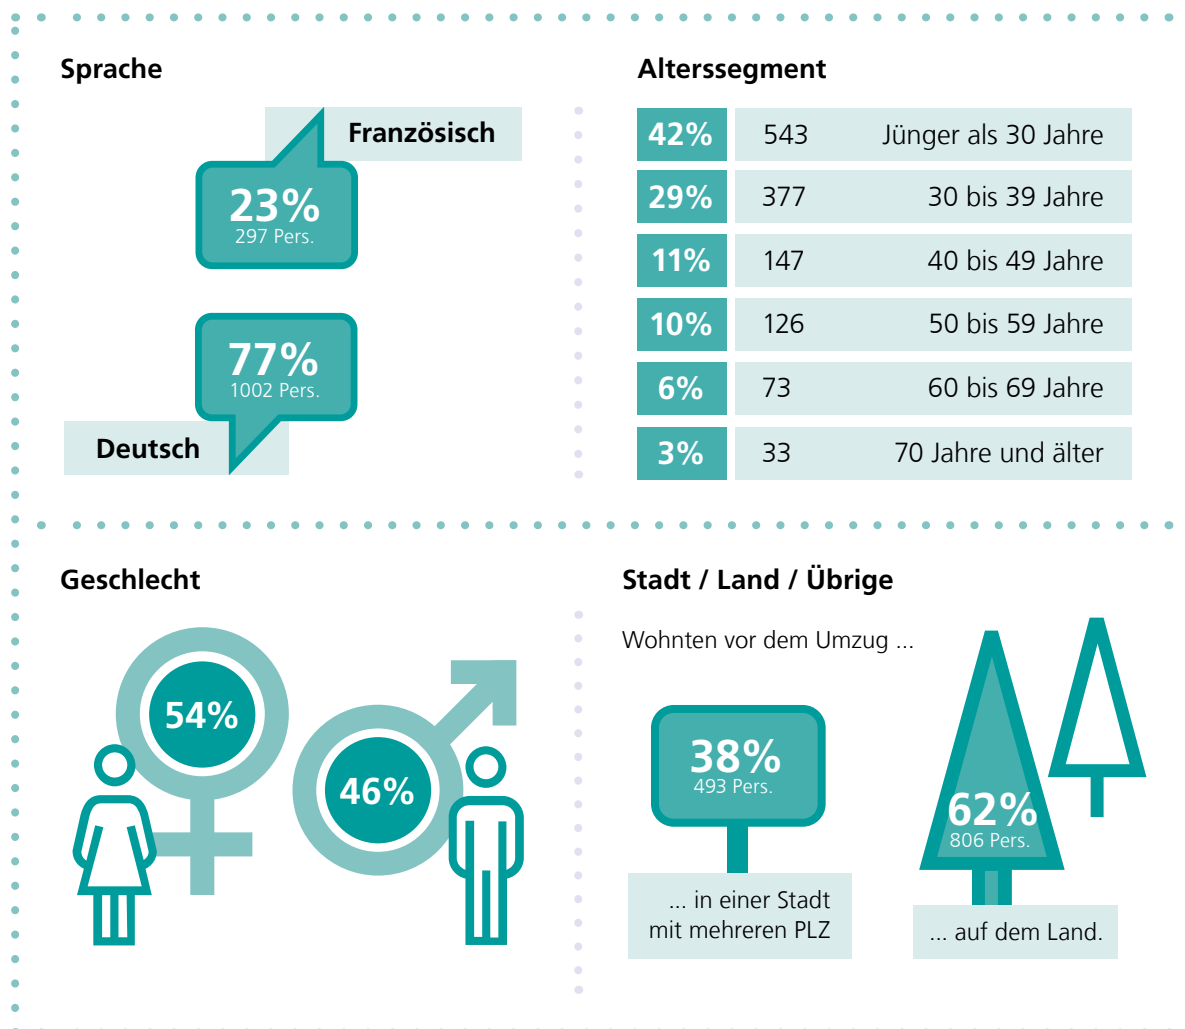 Sprache
Französisch
23%
297 Pers.
77%
1002 Pers.
Deutsch
Alterssegment
42% 543 Jünger als 30 Jahre
29% 377 30 bis 39 Jahre
11% 147 40 bis 49 Jahre
10% 126 50 bis 59 Jahre
6% 73 60 bis 69 Jahre
3% 33 70 Jahre und älter
Geschlecht
54%
46%
Stadt / Land / Übrige
Wohnten vor dem Umzug ...
38%
493 Pers.
... in einer Stadt
mit mehreren PLZ
62%
806 Pers.
... auf dem Land.